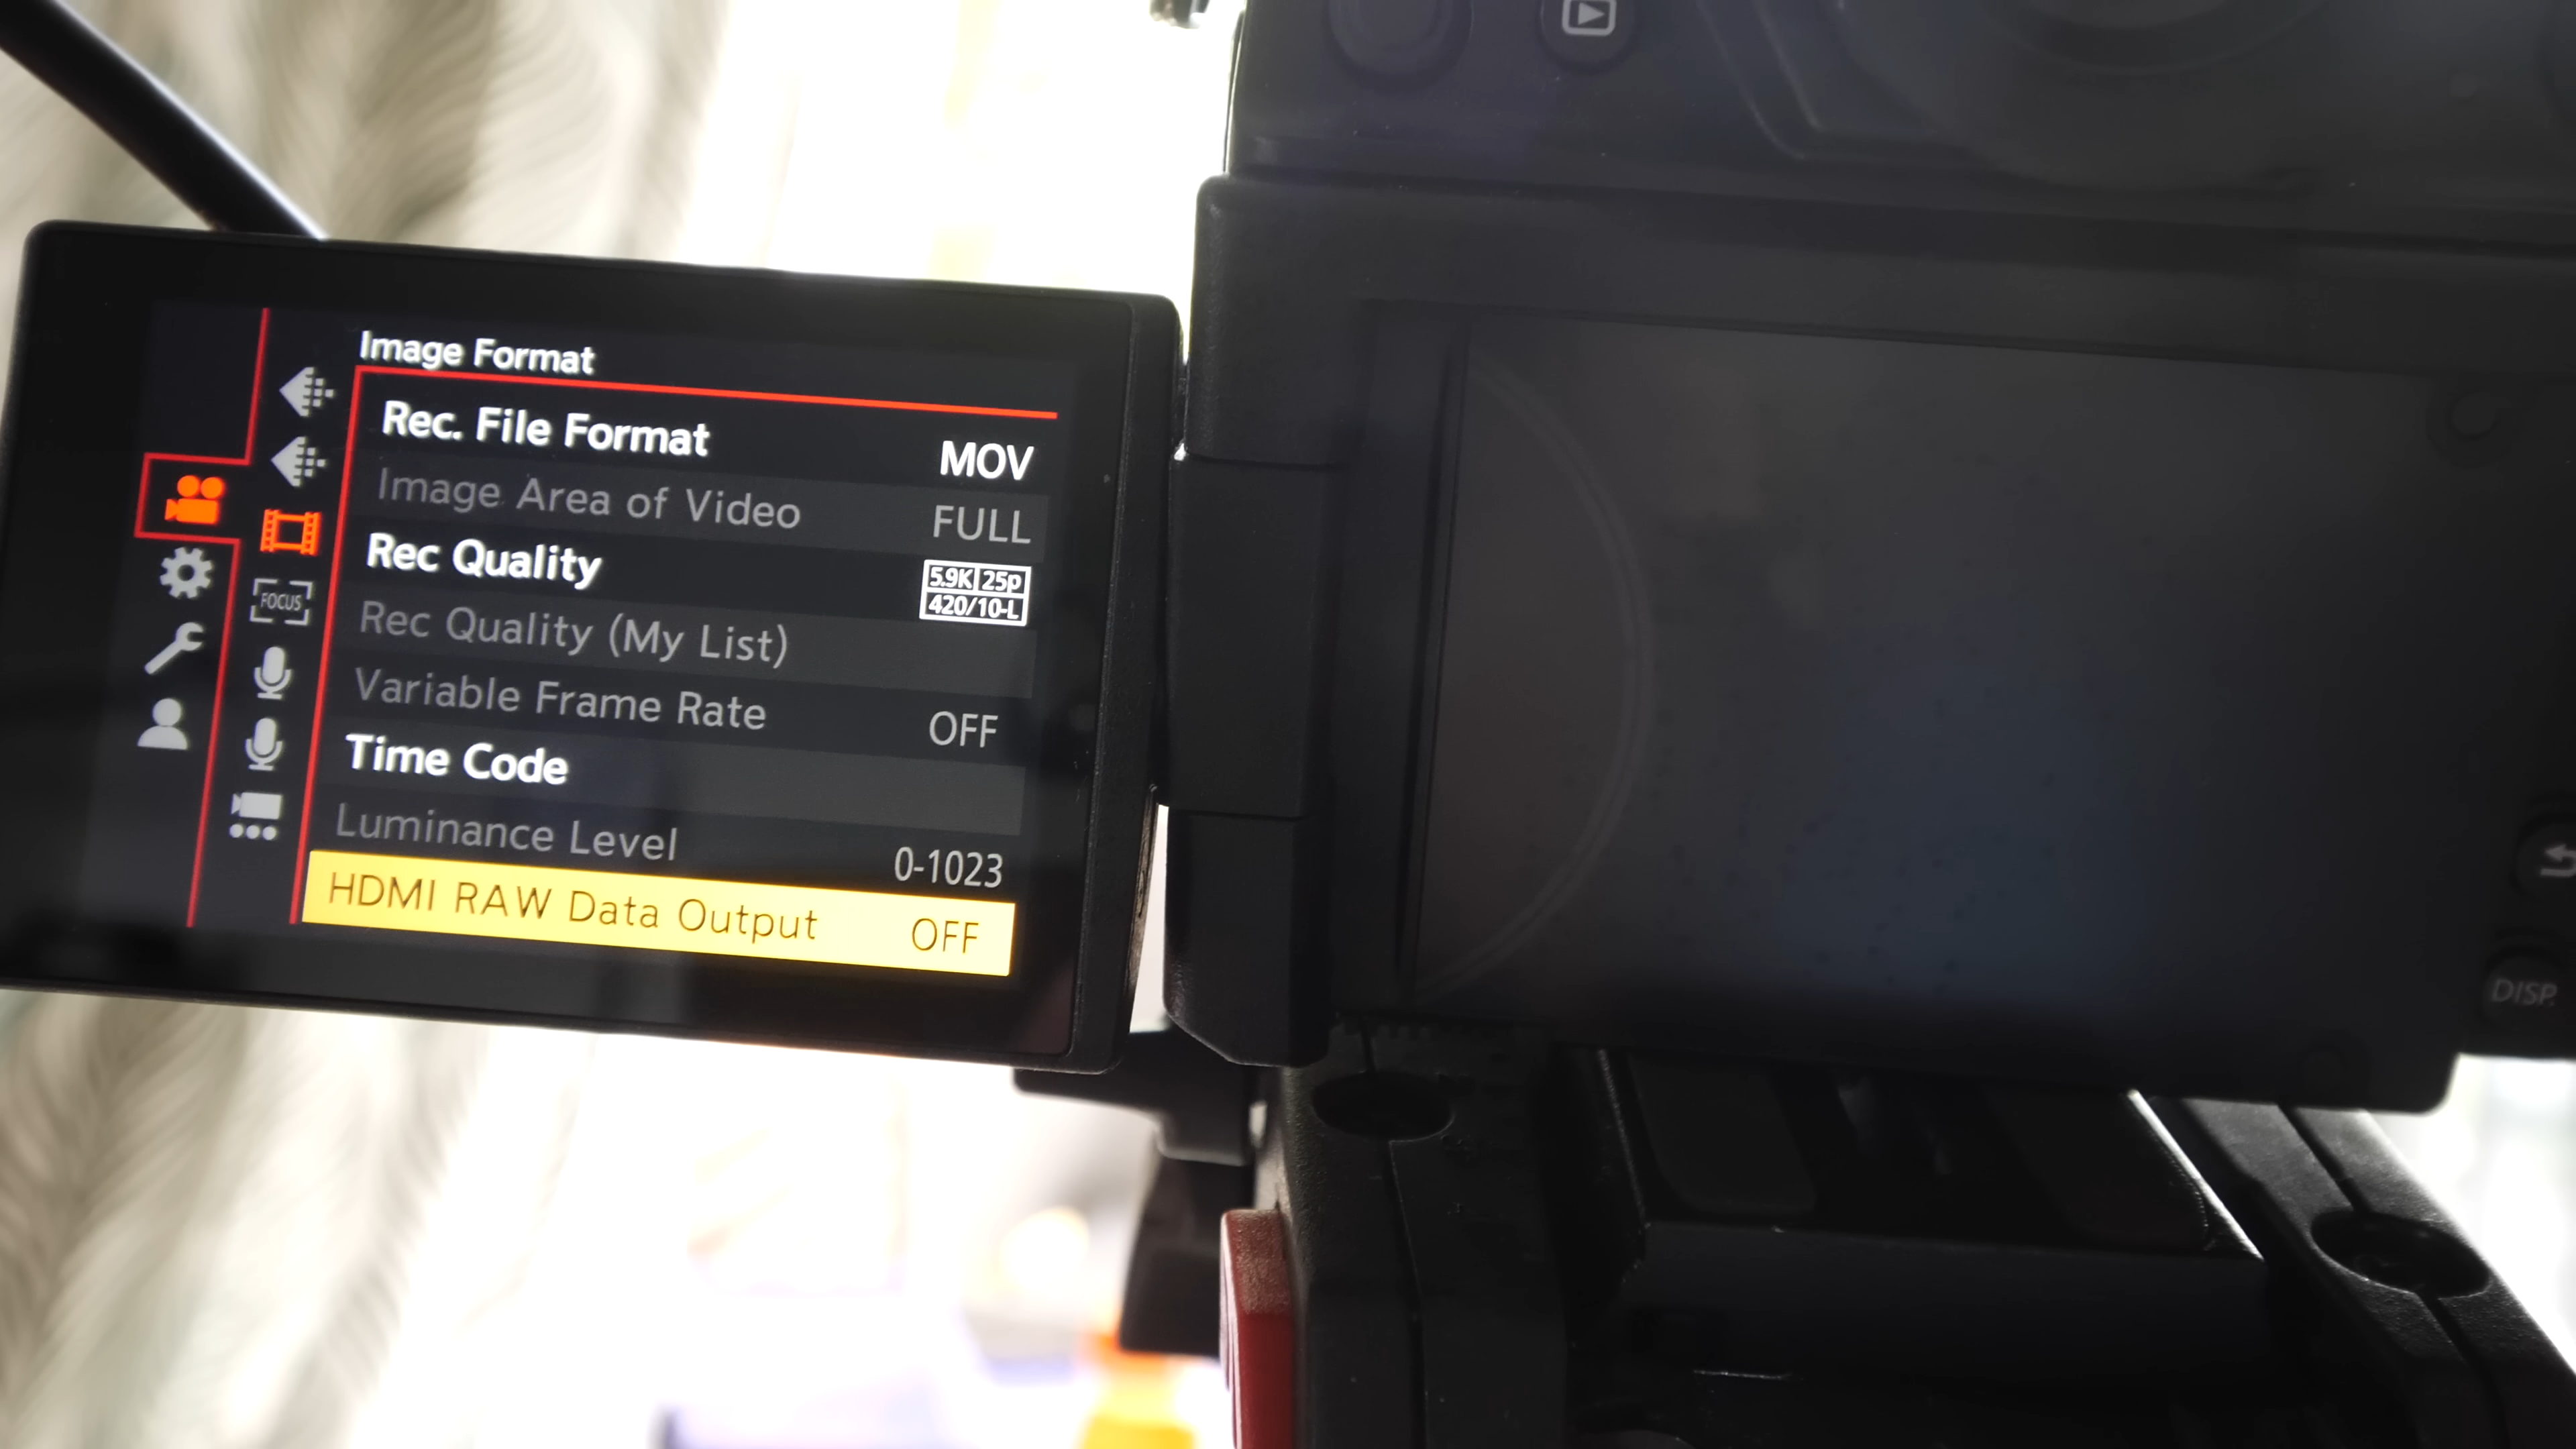 Image Format
Rec. File Format MOV
Image Area of Video FULL
Rec Quality 5.9K 25p
420/10-L
Rec Quality (My List)
Variable Frame Rate OFF
Time Code
Luminance Level 0-1023
HDMI RAW Data Output OFF
FOCUS
DISP.